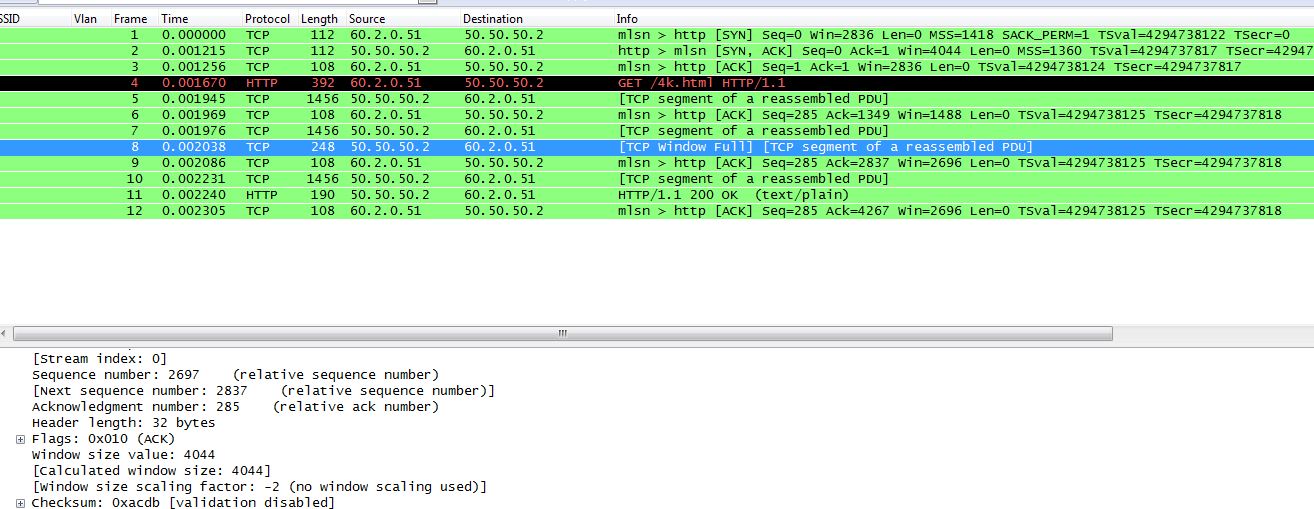 SSID Vlan Frame Time Protocol Length Source Destination Info
1 0.000000 TCP 112 60.2.0.51 50.50.50.2 mlsn > http [SYN] Seq=0 Win=2836 Len=0 MSS=1418 SACK_PERM=1 TSval=4294738122 TSecr=0
2 0.001215 TCP 112 50.50.50.2 60.2.0.51 http > mlsn [SYN, ACK] Seq=0 Ack=1 Win=4044 Len=0 MSS=1360 TSval=4294737817 TSecr=42947
3 0.001256 TCP 108 60.2.0.51 50.50.50.2 mlsn > http [ACK] Seq=1 Ack=1 Win=2836 Len=0 TSval=4294738124 TSecr=4294737817
4 0.001670 HTTP 392 60.2.0.51 50.50.50.2 GET /4k.html HTTP/1.1
5 0.001945 TCP 1456 50.50.50.2 60.2.0.51 [TCP segment of a reassembled PDU]
6 0.001969 TCP 108 60.2.0.51 50.50.50.2 mlsn > http [ACK] Seq=285 Ack=1349 Win=1488 Len=0 TSval=4294738125 TSecr=4294737818
7 0.001976 TCP 1456 50.50.50.2 60.2.0.51 [TCP segment of a reassembled PDU]
8 0.002038 TCP 248 50.50.50.2 60.2.0.51 [TCP Window Full] [TCP segment of a reassembled PDU]
9 0.002086 TCP 108 60.2.0.51 50.50.50.2 mlsn > http [ACK] Seq=285 Ack=2837 Win=2696 Len=0 TSval=4294738125 TSecr=4294737818
10 0.002231 TCP 1456 50.50.50.2 60.2.0.51 [TCP segment of a reassembled PDU]
11 0.002240 HTTP 190 50.50.50.2 60.2.0.51 HTTP/1.1 200 OK (text/plain)
12 0.002305 TCP 108 60.2.0.51 50.50.50.2 mlsn > http [ACK] Seq=285 Ack=4267 Win=2696 Len=0 TSval=4294738125 TSecr=4294737818
[Stream index: 0]
Sequence number: 2697 (relative sequence number)
[Next sequence number: 2837 (relative sequence number)]
Acknowledgment number: 285 (relative ack number)
Header length: 32 bytes
Flags: 0x010 (ACK)
Window size value: 4044
[Calculated window size: 4044]
[Window size scaling factor: -2 (no window scaling used)]
Checksum: 0xacdb [validation disabled]